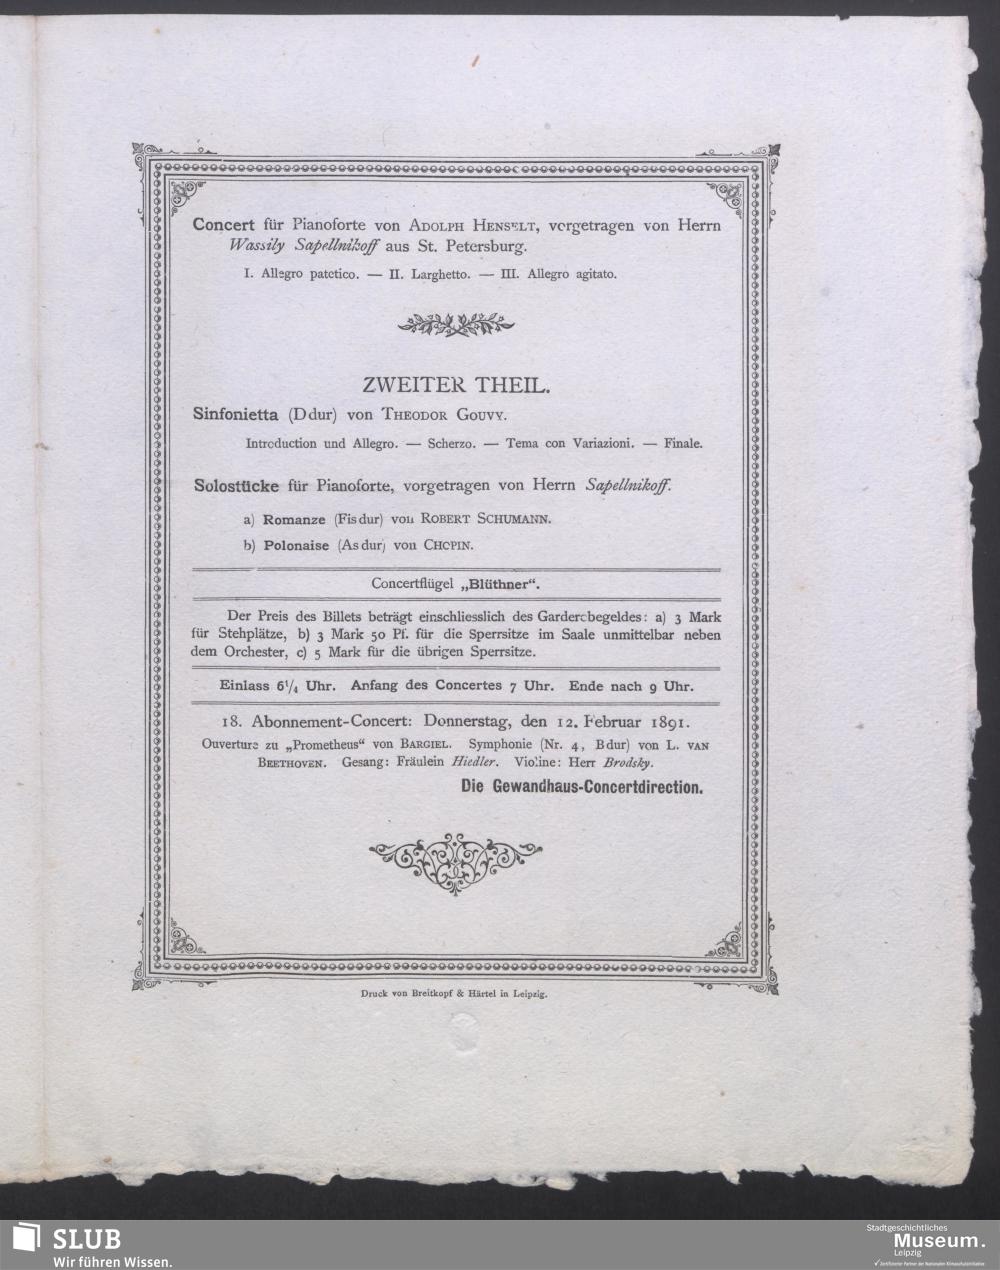 Concert für Pianoforte von ADOLPH HENSELT, vorgetragen von Herrn
Wassily Sapellnikoff aus St. Petersburg.
I. Allegro patetico. — II. Larghetto. — III. Allegro agitato.
ZWEITER THEIL.
Sinfonietta (Ddur) von THEODOR GOUVY.
Introduction und Allegro. — Scherzo. — Tema con Variazioni. — Finale.
Solostücke für Pianoforte, vorgetragen von Herrn Sapellnikoff.
a) Romanze (Fisdur) von ROBERT SCHUMANN.
b) Polonaise (Asdur) von CHOPIN.
Concertflügel „Blüthner“.
Der Preis des Billets beträgt einschliesslich des Garderobegeldes: a) 3 Mark
für Stehplätze, b) 3 Mark 50 Pf. für die Sperrsitze im Saale unmittelbar neben
dem Orchester, c) 5 Mark für die übrigen Sperrsitze.
Einlass 6¼ Uhr. Anfang des Concertes 7 Uhr. Ende nach 9 Uhr.
18. Abonnement-Concert: Donnerstag, den 12. Februar 1891.
Ouverture zu „Prometheus“ von BARGIEL. Symphonie (Nr. 4, Bdur) von L. VAN
BEETHOVEN. Gesang: Fräulein Hiedler. Violine: Herr Brodsky.
Die Gewandhaus-Concertdirection.
Druck von Breitkopf & Härtel in Leipzig.
SLUB
Wir führen Wissen.
Stadtgeschichtliches
Museum.
Leipzig
Zertifizierter Partner der Nationalen Klimaschutzinitiative